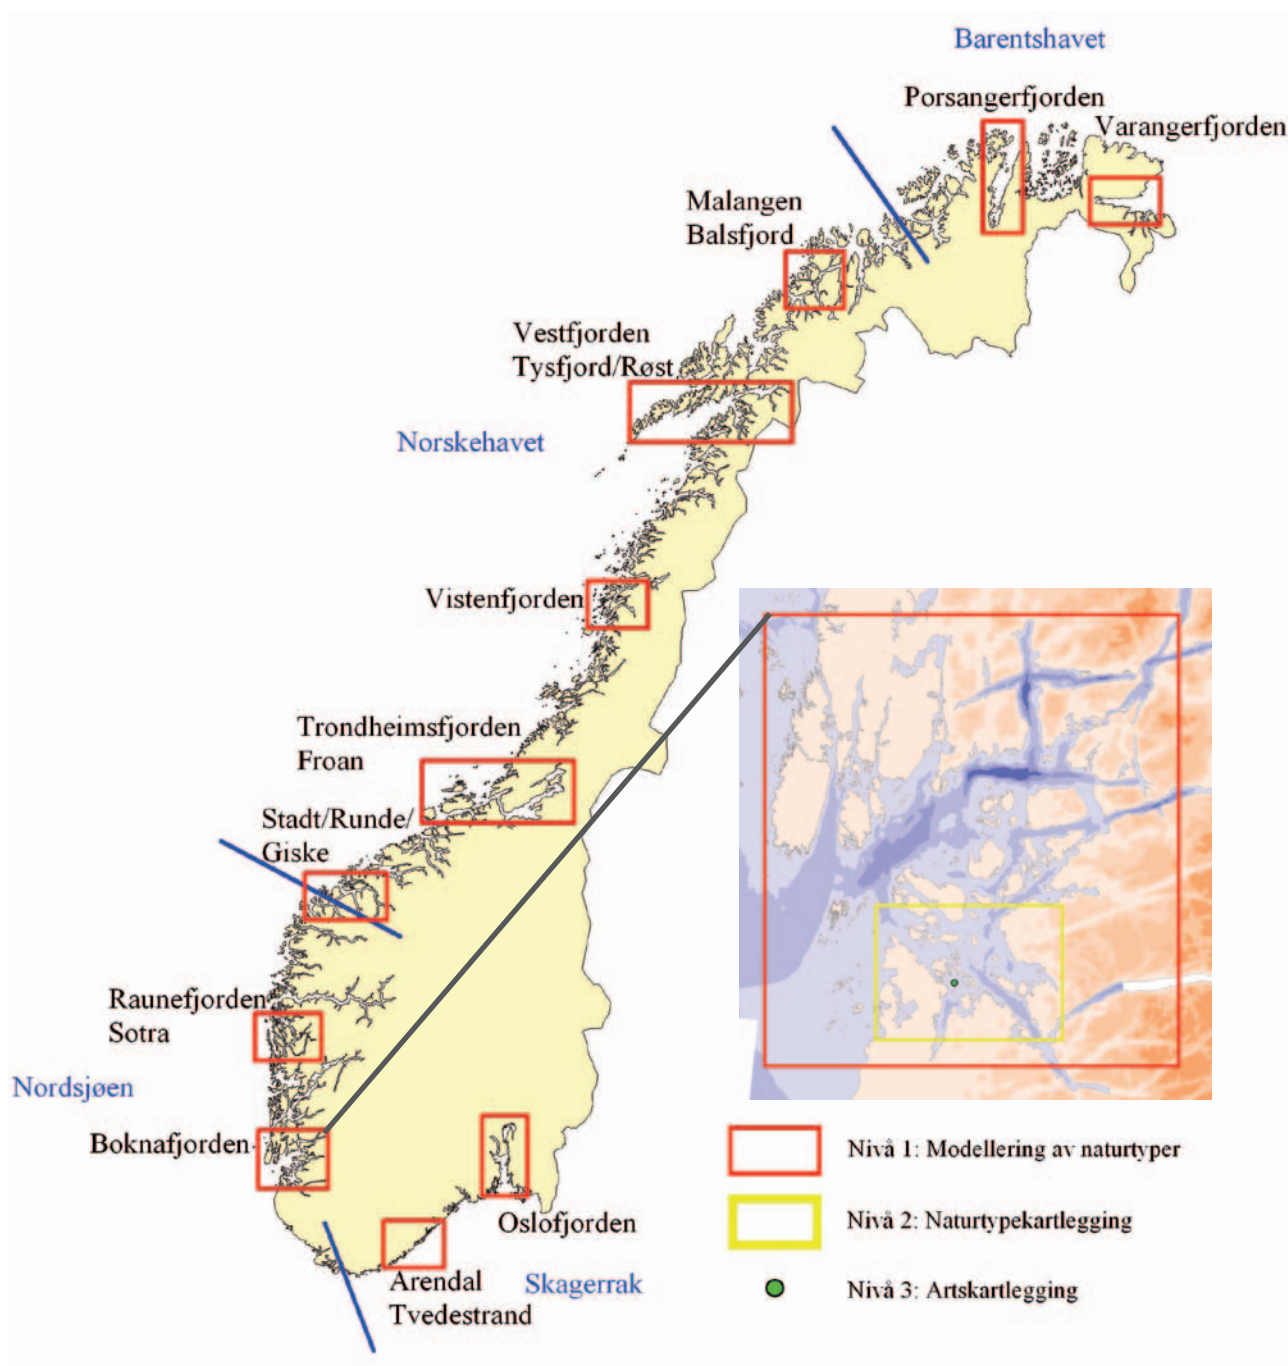 Barentshavet
Porsangerfjorden
Varangerfjorden
Malangen
Balsfjord
Vestfjorden
Tysfjord/Røst
Norskehavet
Vistenfjorden
Trondheimsfjorden
Froan
Stadt/Runde/
Giske
Raunefjorden
Sotra
Nordsjøen
Boknafjorden
Oslofjorden
Arendal
Tvedestrand
Skagerrak
Nivå 1: Modellering av naturtyper
Nivå 2: Naturtypekartlegging
Nivå 3: Artskartlegging